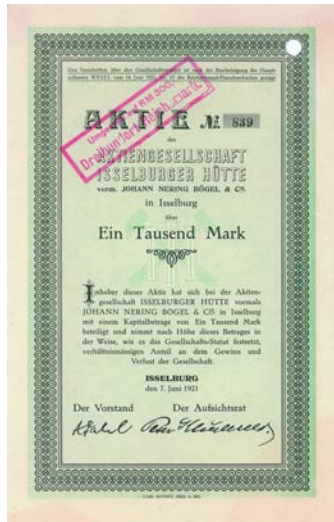 AKTIE № 839
der
AKTIENGESELLSCHAFT
ISSELBURGER HÜTTE
vorm. JOHANN NERING BÖGEL & CIE
in Isselburg
über
Ein Tausend Mark
Inhaber dieser Aktie hat sich bei der Aktien-
gesellschaft ISSELBURGER HÜTTE vormals
JOHANN NERING BÖGEL & CIE in Isselburg
mit einem Kapitalbetrage von Ein Tausend Mark
beteiligt und nimmt nach Höhe dieses Betrages in
der Weise, wie es das Gesellschafts-Statut festsetzt,
verhältnismässigen Anteil an dem Gewinn und
Verlust der Gesellschaft.
ISSELBURG
den 7. Juni 1921
Der Vorstand Der Aufsichtsrat